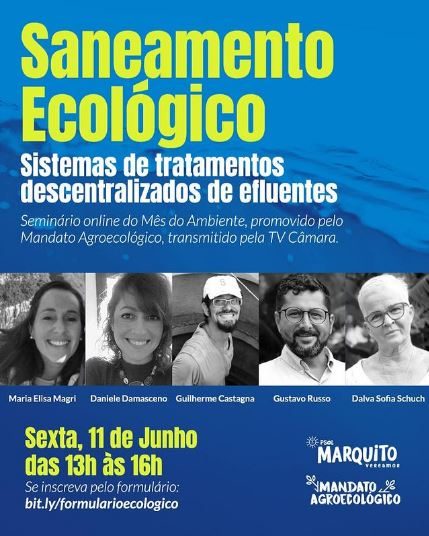 Saneamento
Ecológico
Sistemas de tratamentos
descentralizados de efluentes
Seminário online do Mês do Ambiente, promovido pelo
Mandato Agroecológico, transmitido pela TV Câmara.
Maria Elisa Magri
Daniele Damasceno
Guilherme Castagna
Gustavo Russo
Dalva Sofia Schuch
Sexta, 11 de Junho
das 13h às 16h
Se inscreva pelo formulário:
bit.ly/formularioecologico
PSOL
MARQUITO
VEREADOR
MANDATO
AGROECOLÓGICO